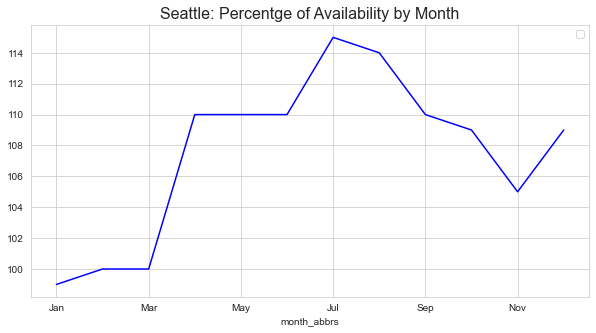 Seattle: Percentge of Availability by Month
114
112
110
108
106
104
102
100
Jan Mar May Jul Sep Nov
month_abbrs